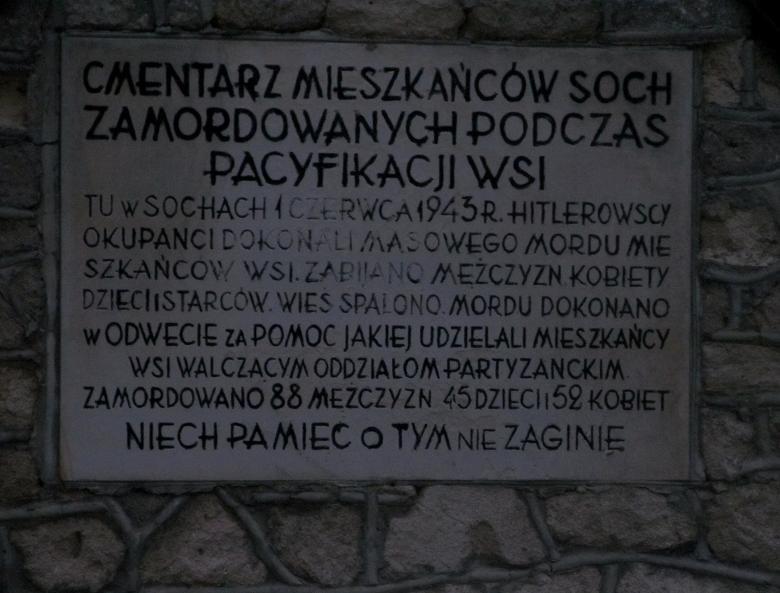 CMENTARZ MIESZKAŃCÓW SOCH
ZAMORDOWANYCH PODCZAS
PACYFIKACJI WSI
TU W SOCHACH 1 CZERWCA 1943 R. HITLEROWSCY
OKUPANCI DOKONALI MASOWEGO MORDU MIE
SZKAŃCÓW WSI. ZABIJANO MĘŻCZYZN. KOBIETY
DZIECI I STARCÓW. WIEŚ SPALONO. MORDU DOKONANO
W ODWECIE ZA POMOC JAKIEJ UDZIELALI MIESZKAŃCY
WSI WALCZĄCYM ODDZIAŁOM PARTYZANCKIM.
ZAMORDOWANO 88 MĘŻCZYZN 45 DZIECI I 52 KOBIET
NIECH PAMIĘĆ O TYM NIE ZAGINIE